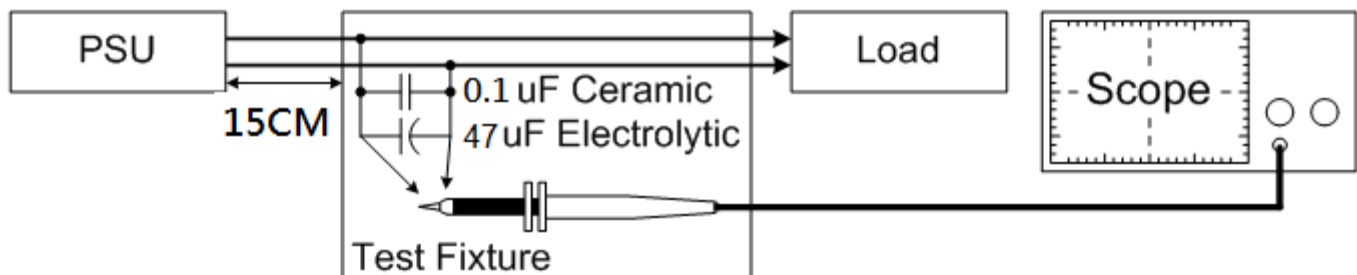 PSU
Load
Scope
15CM
0.1 uF Ceramic
47 uF Electrolytic
Test Fixture